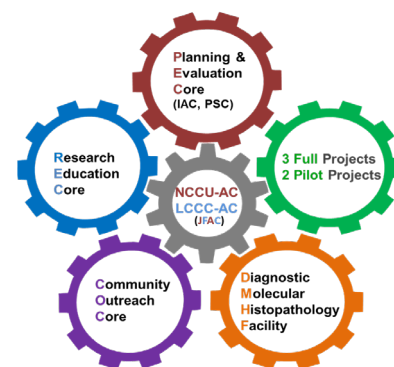 Planning &
Evaluation
Core
(IAC, PSC)
Research
Education
Core
3 Full Projects
2 Pilot Projects
NCCU-AC
LCCC-AC
(JFAC)
Community
Outreach
Core
Diagnostic
Molecular
Histopathology
Facility